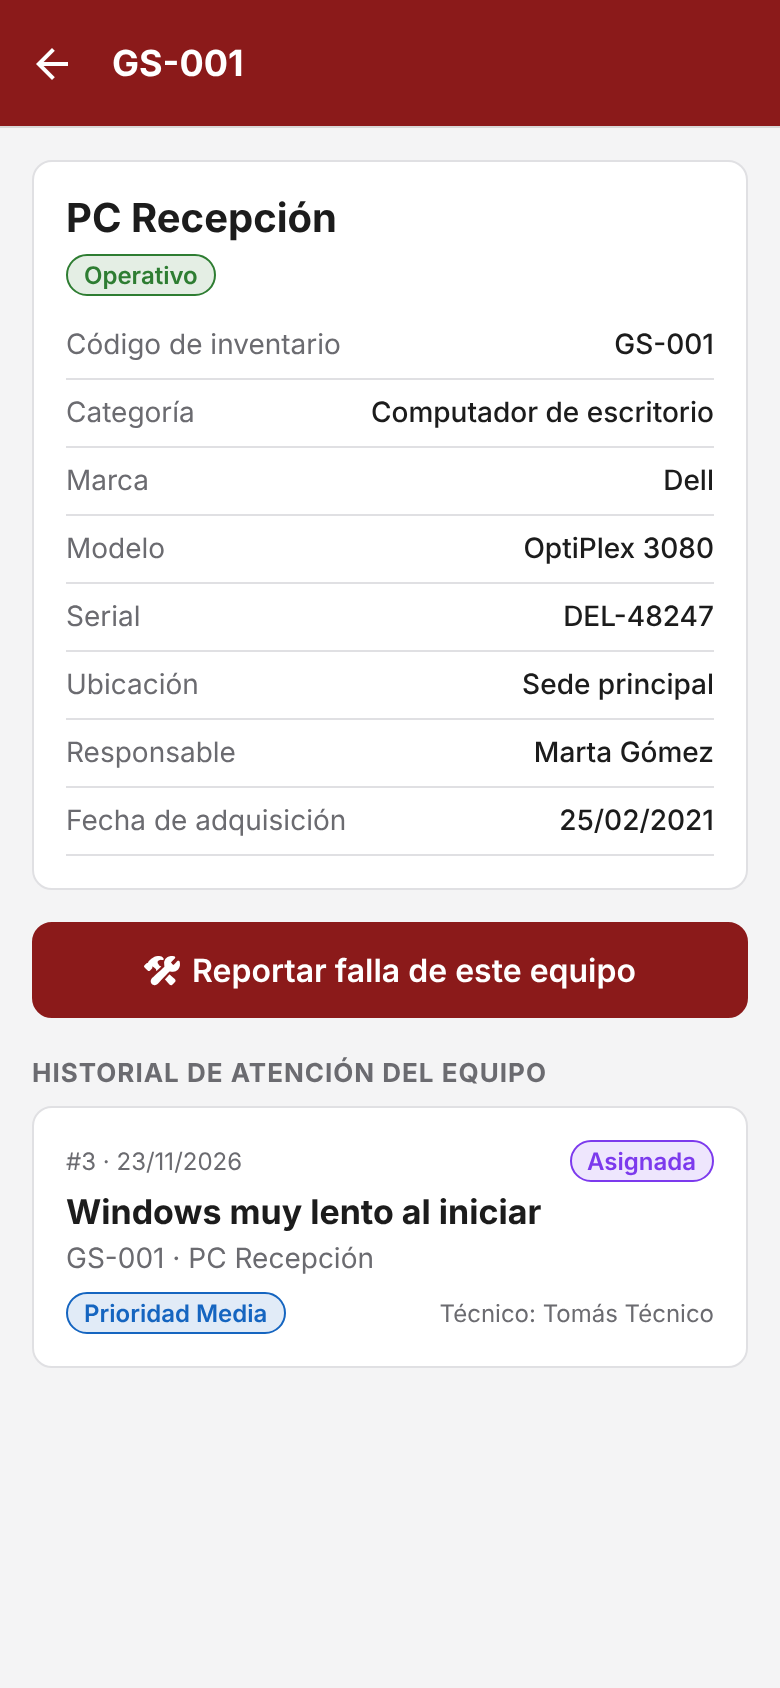 GS-001
PC Recepción
Operativo
Código de inventario GS-001
Categoría Computador de escritorio
Marca Dell
Modelo OptiPlex 3080
Serial DEL-48247
Ubicación Sede principal
Responsable Marta Gómez
Fecha de adquisición 25/02/2021
🛠 Reportar falla de este equipo
HISTORIAL DE ATENCIÓN DEL EQUIPO
#3 · 23/11/2026 Asignada
Windows muy lento al iniciar
GS-001 · PC Recepción
Prioridad Media Técnico: Tomás Técnico